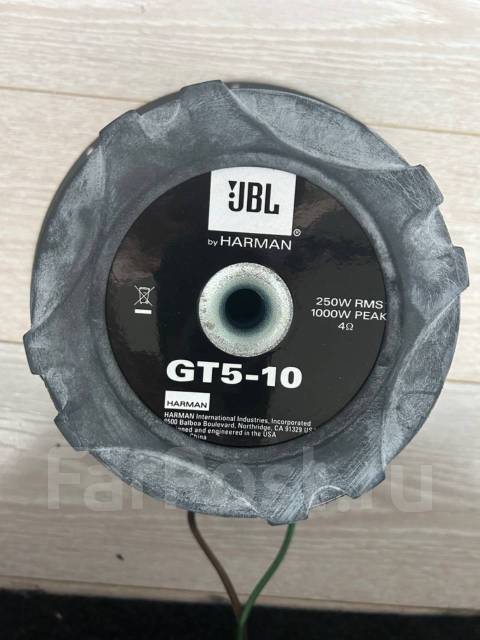 JBL
®
by HARMAN
250W RMS
1000W PEAK
4Ω
GT5-10
HARMAN
HARMAN International Industries, Incorporated
8500 Balboa Boulevard, Northridge, CA 91329
and engineered in the USA
China
FarPost.ru